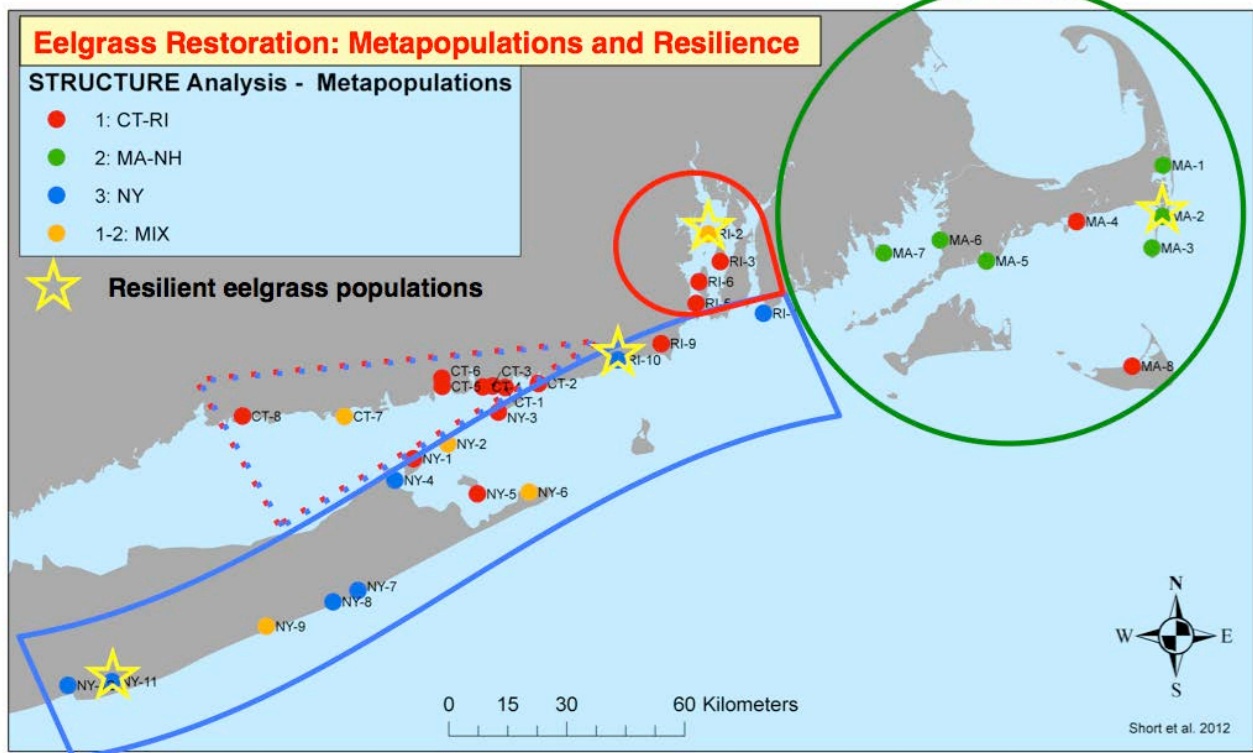 Eelgrass Restoration: Metapopulations and Resilience
STRUCTURE Analysis - Metapopulations
1: CT-RI
2: MA-NH
3: NY
1-2: MIX
Resilient eelgrass populations
MA-1
MA-2
MA-3
MA-4
MA-5
MA-6
MA-7
MA-8
RI-2
RI-3
RI-6
RI-9
RI-10
CT-6
CT-3
CT-5
CT-2
CT-1
CT-8
CT-7
NY-3
NY-2
NY-1
NY-4
NY-5
NY-6
NY-7
NY-8
NY-9
NY-11
N
W
E
S
0 15 30 60 Kilometers
Short et al. 2012